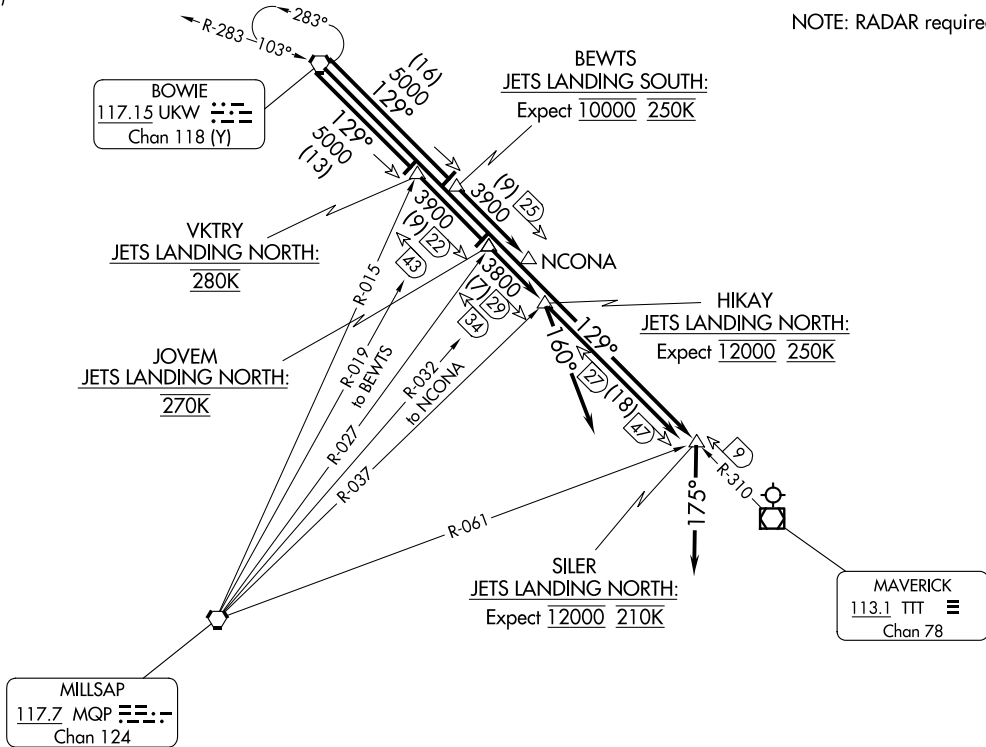 NOTE: RADAR required
283°
R-283
103°
BOWIE
117.15 UKW
Chan 118 (Y)
(16)
5000
129°
129°
5000
(13)
BEWTS
JETS LANDING SOUTH:
Expect 10000 250K
(9) 25
3900
NCONA
VKTRY
JETS LANDING NORTH:
280K
3900
(9) 22
43
3800
(7) 29
34
HIKAY
JETS LANDING NORTH:
Expect 12000 250K
JOVEM
JETS LANDING NORTH:
270K
R-015
R-019
to BEWTS
R-027
R-032
to NCONA
R-037
R-061
160°
129°
27
(18)
47
9
R-310
175°
SILER
JETS LANDING NORTH:
Expect 12000 210K
MAVERICK
113.1 TTT
Chan 78
MILLSAP
117.7 MQP
Chan 124